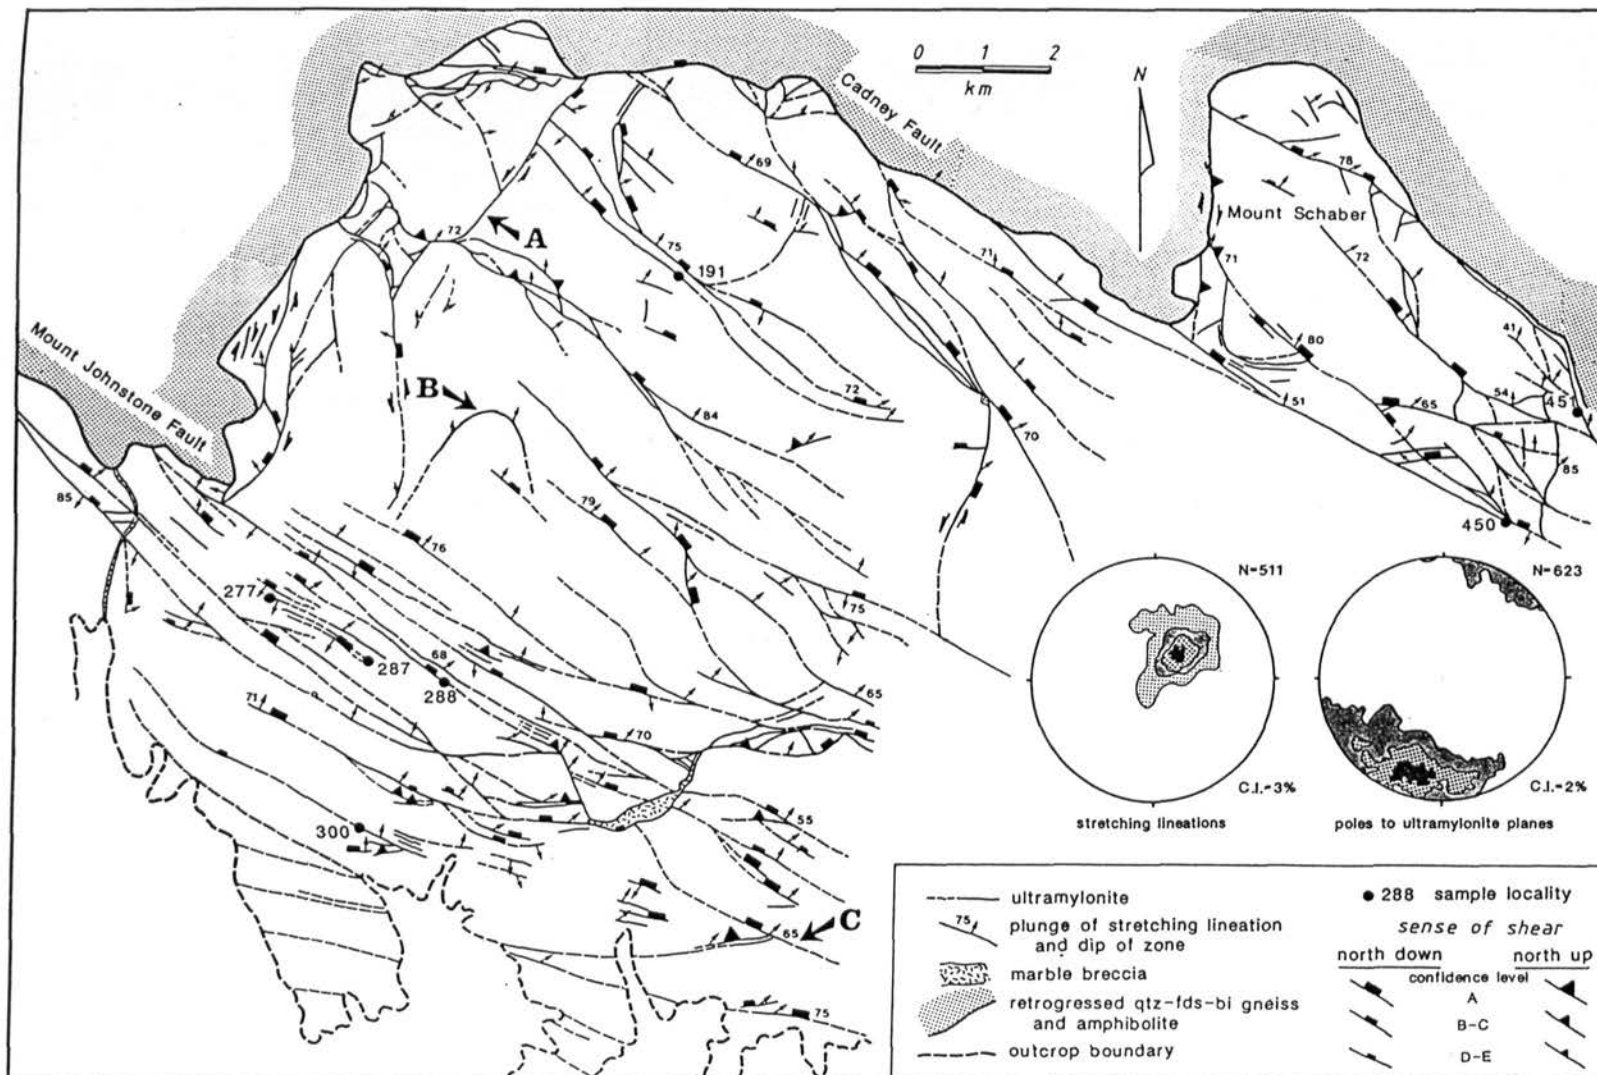 0 1 2
km
N
Cadney Fault
69
78
Mount Schaber
A
72
75
191
71
71
72
Mount Johnstone Fault
B
72
84
80
51
41
451
65
54
70
85
85
79
450
76
277
75
N=511
N=623
68
287
288
65
71
70
C.I.=3%
C.I.=2%
stretching lineations
poles to ultramylonite planes
300
55
65
C
75
ultramylonite
75 plunge of stretching lineation
and dip of zone
marble breccia
retrogressed qtz-fds-bi gneiss
and amphibolite
outcrop boundary
288 sample locality
sense of shear
north down north up
confidence level
A
B-C
D-E